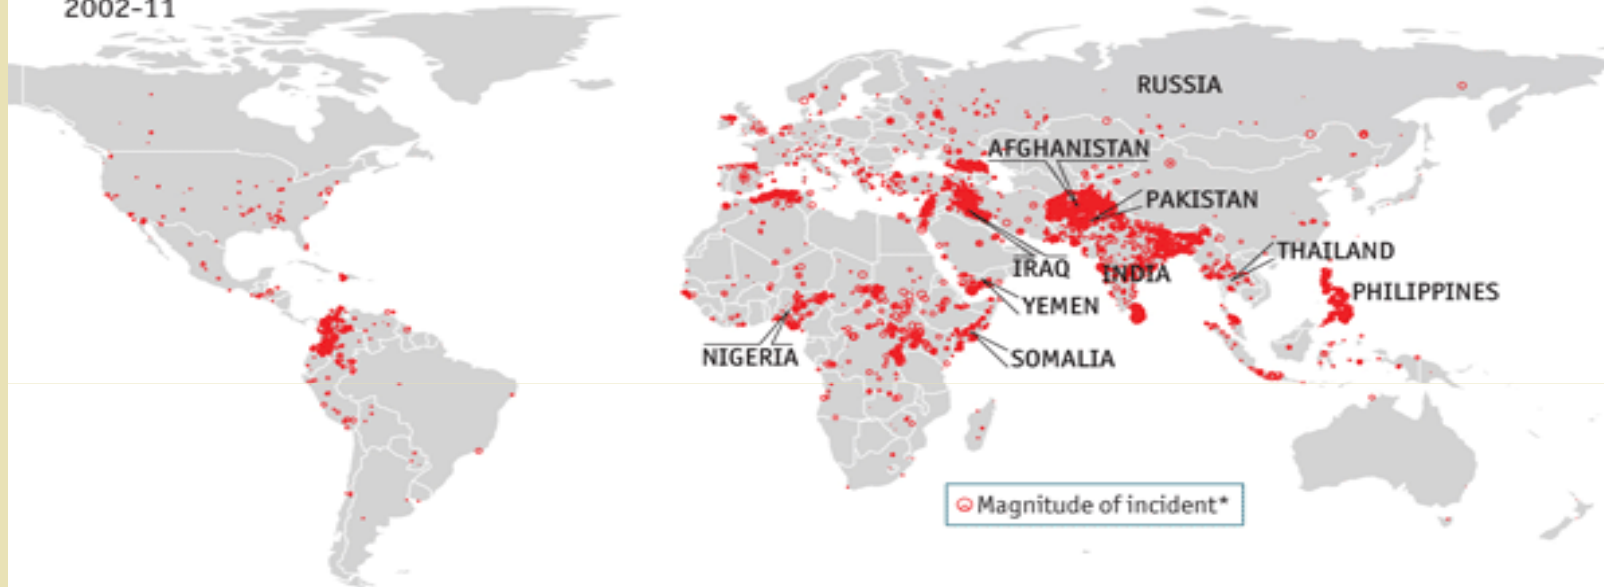 2002-11
RUSSIA
AFGHANISTAN
PAKISTAN
THAILAND
IRAQ
INDIA
PHILIPPINES
YEMEN
NIGERIA
SOMALIA
Magnitude of incident*